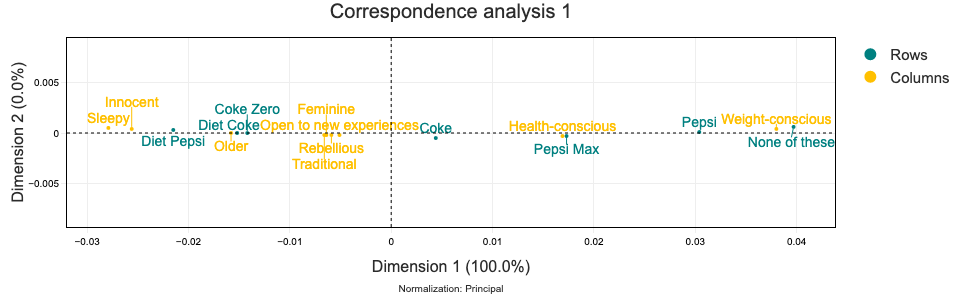 Correspondence analysis 1
Dimension 2 (0.0%)
0.005
0
−0.005
Innocent
Sleepy
Diet Pepsi
Coke Zero
Diet Coke
Older
Feminine
Open to new experiences
Rebellious
Traditional
Coke
Health-conscious
Pepsi Max
Pepsi
Weight-conscious
None of these
Rows
Columns
−0.03
−0.02
−0.01
0
0.01
0.02
0.03
0.04
Dimension 1 (100.0%)
Normalization: Principal